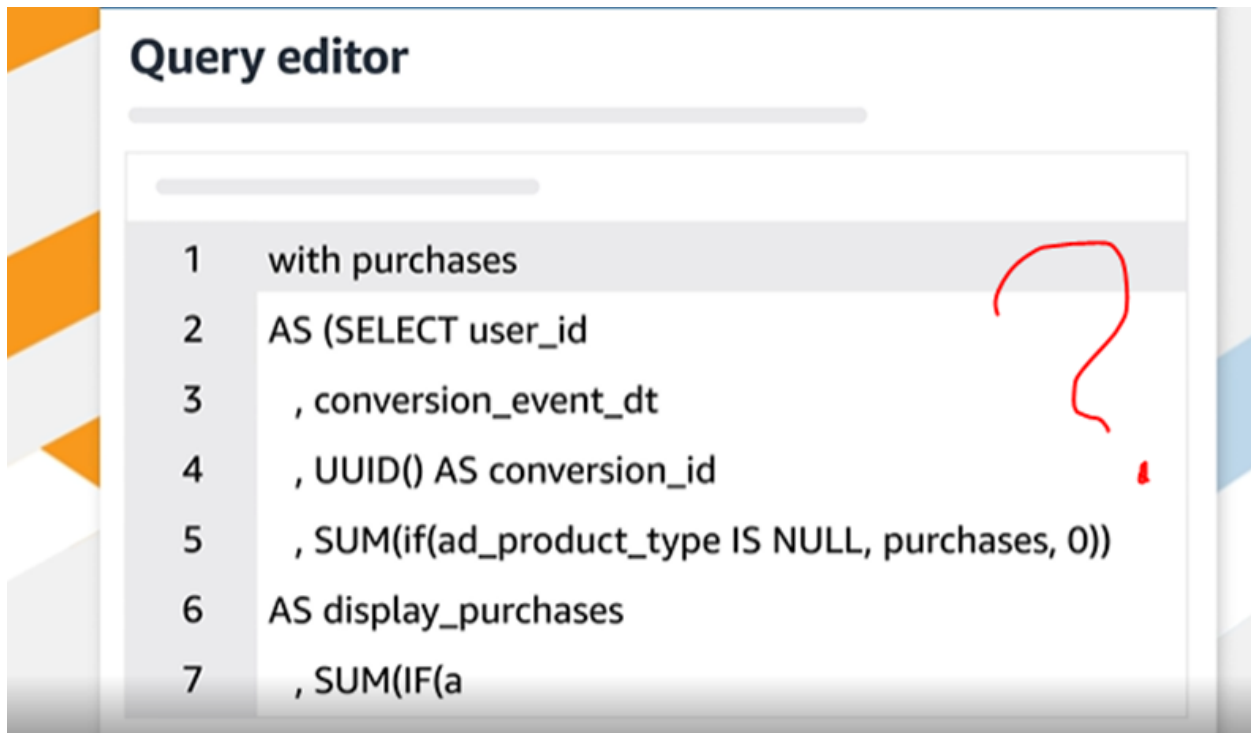 Query editor
1 with purchases
2 AS (SELECT user_id
3 , conversion_event_dt
4 , UUID() AS conversion_id
5 , SUM(if(ad_product_type IS NULL, purchases, 0))
6 AS display_purchases
7 , SUM(IF(a
?